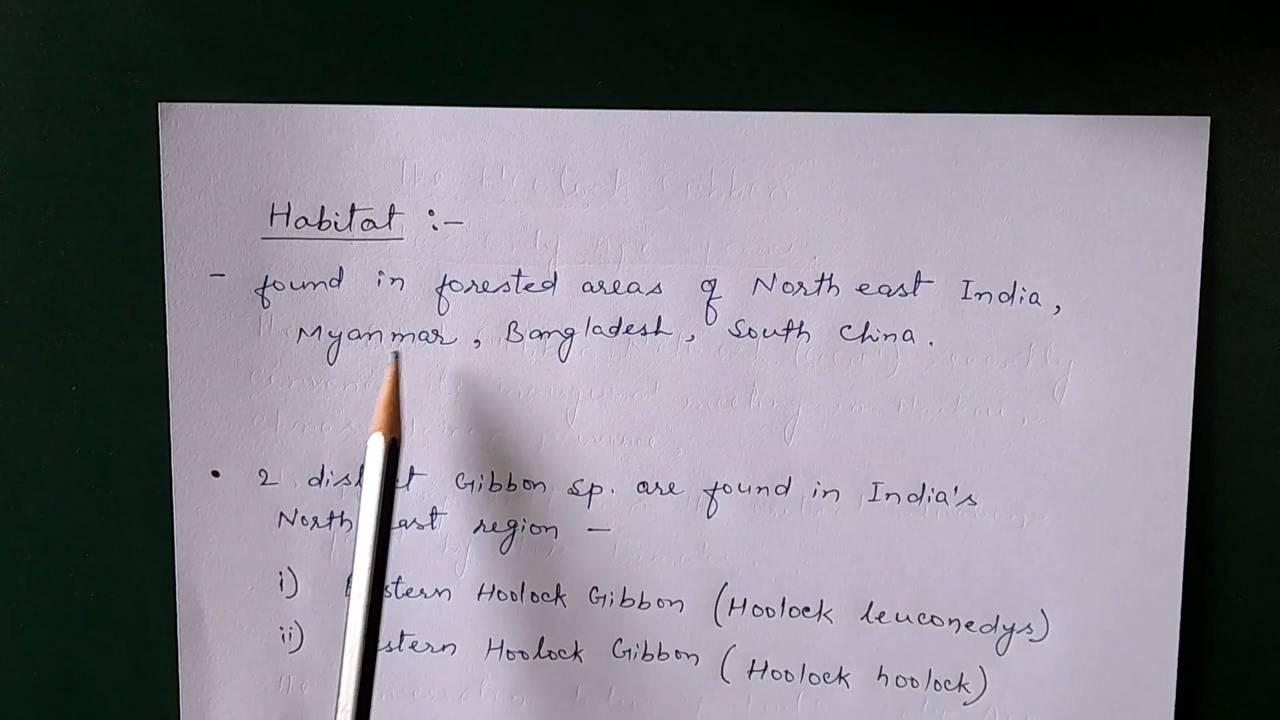 Habitat :-
- found in forested areas of North east India,
Myanmar, Bangladesh, South China.
• 2 Gibbon sp. are found in India's
North region -
i) Hoolock Gibbon (Hoolock leuconedys)
ii) Hoolock Gibbon (Hoolock hoolock)